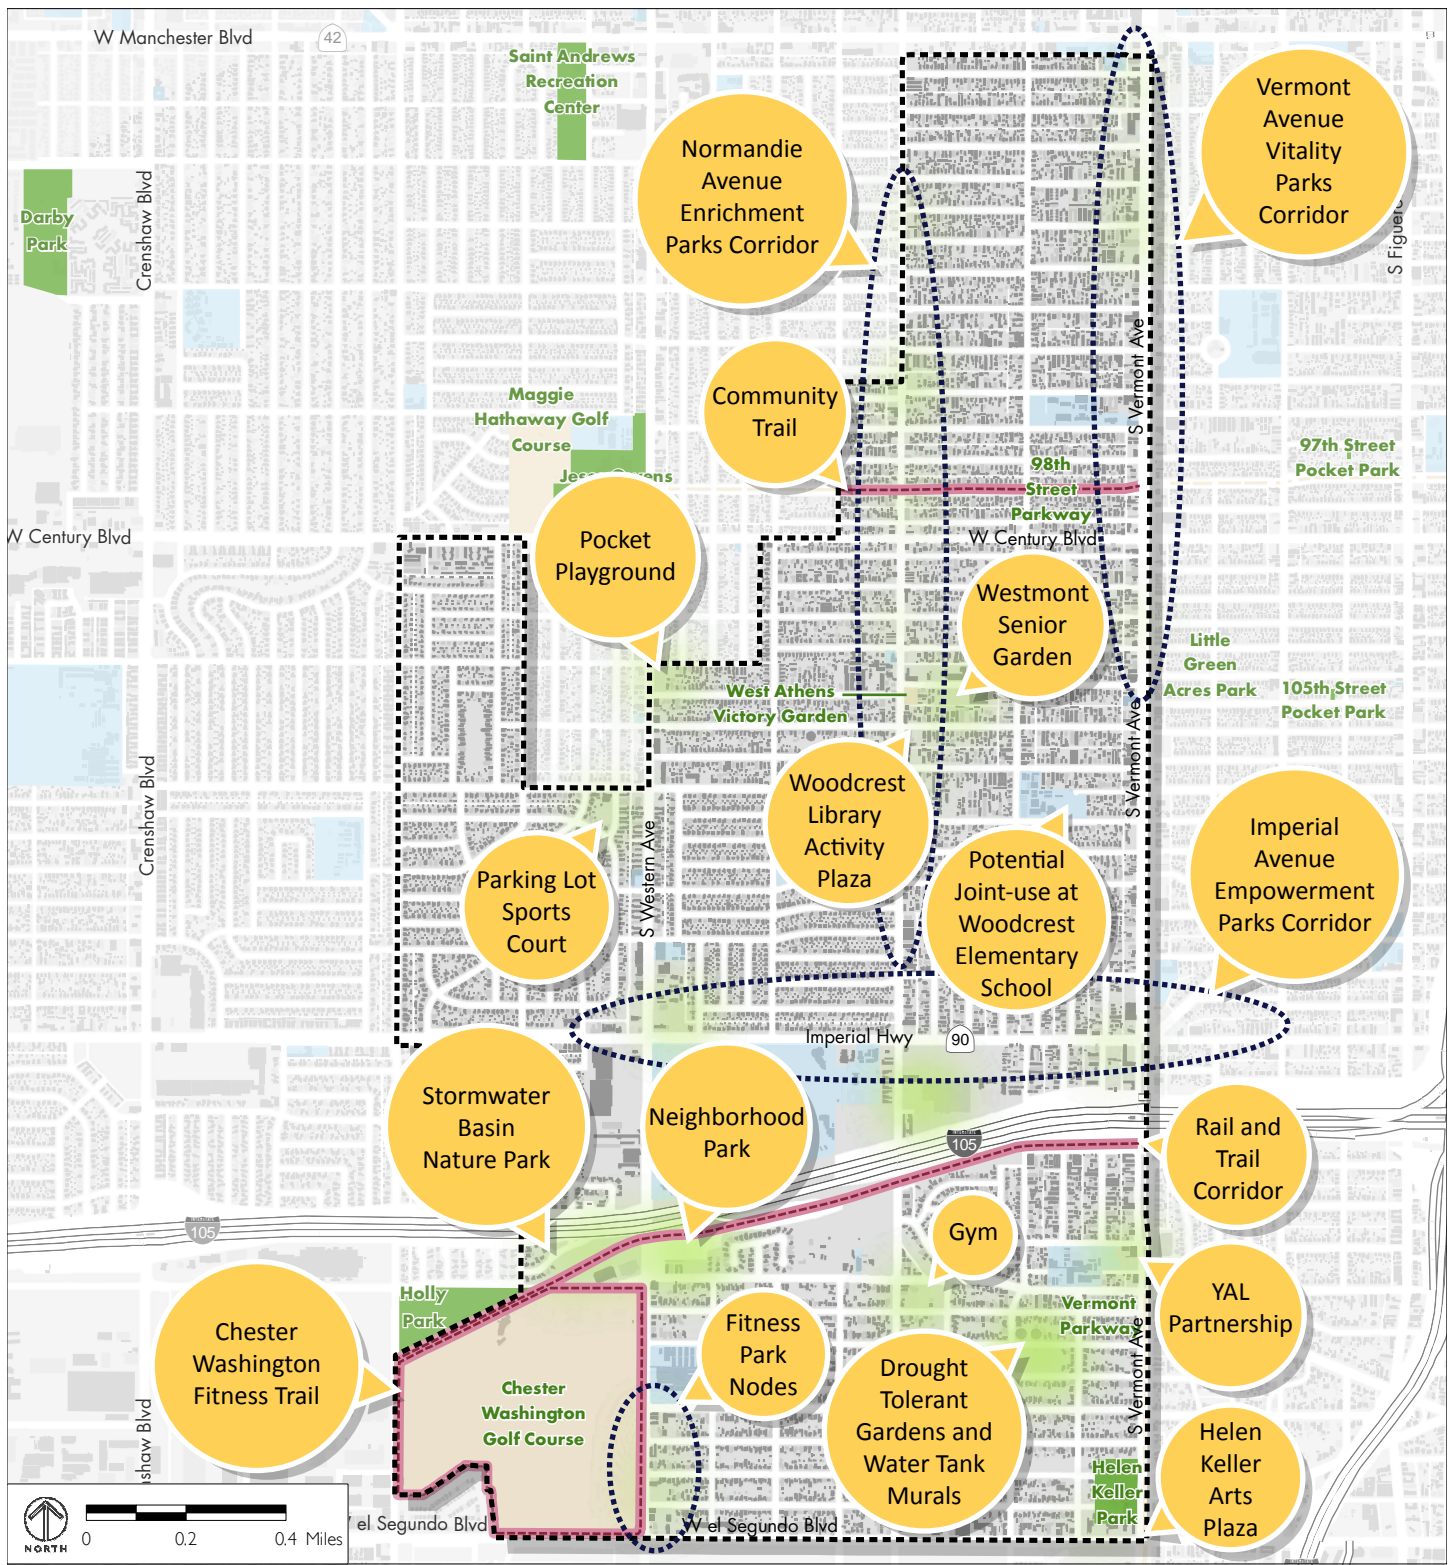 W Manchester Blvd
42
Saint Andrews
Recreation
Center
Vermont
Avenue
Vitality
Parks
Corridor
Normandie
Avenue
Enrichment
Parks Corridor
Darby
Park
Crenshaw Blvd
S Vermont Ave
Community
Trail
Maggie
Hathaway Golf
Course
97th Street
Pocket Park
98th
Street
Parkway
W Century Blvd
W Century Blvd
Pocket
Playground
Westmont
Senior
Garden
Little
Green
Acres Park
105th Street
Pocket Park
West Athens
Victory Garden
S Vermont Ave
Crenshaw Blvd
Woodcrest
Library
Activity
Plaza
Imperial
Avenue
Empowerment
Parks Corridor
Potential
Joint-use at
Woodcrest
Elementary
School
Parking Lot
Sports
Court
S Western Ave
Imperial Hwy
90
Stormwater
Basin
Nature Park
Neighborhood
Park
105
Rail and
Trail
Corridor
105
Gym
YAL
Partnership
Holly
Park
Vermont
Parkway
Fitness
Park
Nodes
Chester
Washington
Fitness Trail
Drought
Tolerant
Gardens and
Water Tank
Murals
S Vermont Ave
Chester
Washington
Golf Course
Helen
Keller
Park
Helen
Keller
Arts
Plaza
shaw Blvd
el Segundo Blvd
W el Segundo Blvd
NORTH
0 0.2 0.4 Miles